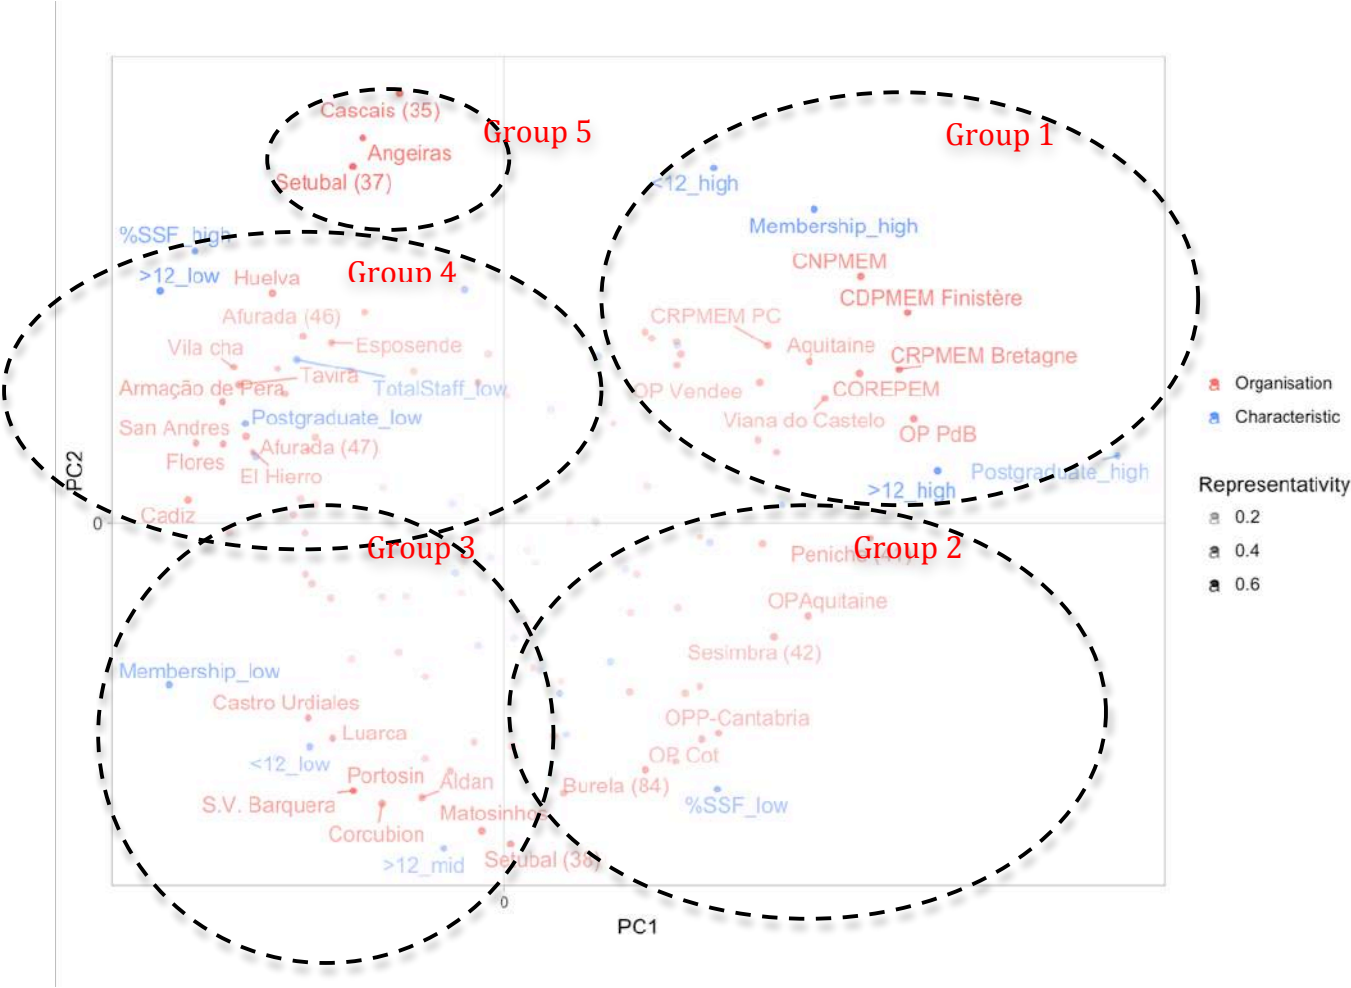 Cascais (35)
Group 5
Group 1
Angeiras
Setubal (37)
<12_high
Membership_high
%SSF_high
CNPMEM
Group 4
>12_low
Huelva
CDPMEM Finistère
Afurada (46)
CRPMEM PC
Esposende
Aquitaine
Vila cha
CRPMEM Bretagne
Tavira
Armação de Pera
TotalStaff_low
OP Vendee
COREPEM
Postgraduate_low
Viana do Castelo
San Andres
OP PdB
Afurada (47)
Flores
El Hierro
Postgraduate_high
>12_high
Cadiz
PC2
0
Group 3
Group 2
OPAquitaine
Sesimbra (42)
Membership_low
Castro Urdiales
OPP-Cantabria
Luarca
OP Cot
<12_low
Portosin
Aldan
Burela (84)
S.V. Barquera
%SSF_low
Matosinhos
Corcubion
Setubal (38)
>12_mid
0
PC1
a Organisation
a Characteristic
Representativity
a 0.2
a 0.4
a 0.6